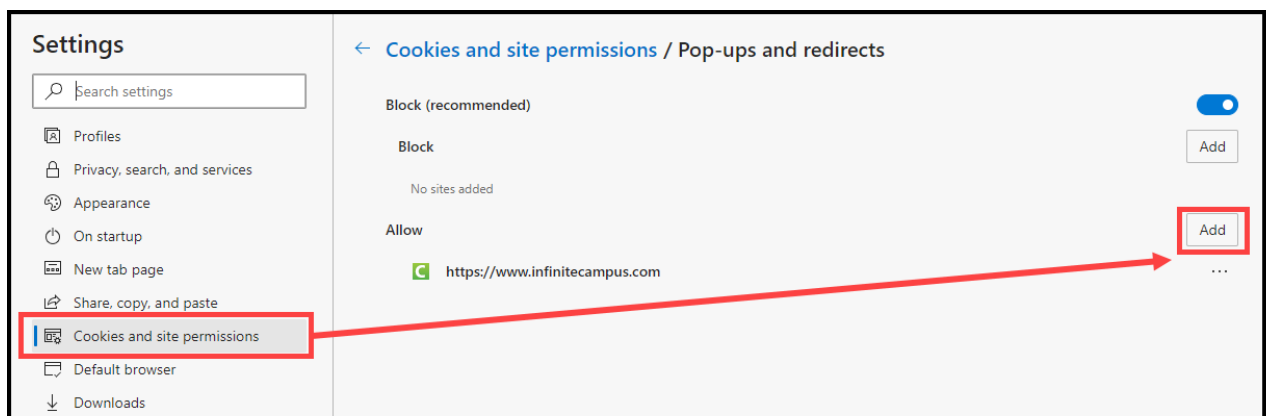 Settings
Search settings
Profiles
Privacy, search, and services
Appearance
On startup
New tab page
Share, copy, and paste
Cookies and site permissions
Default browser
Downloads
← Cookies and site permissions / Pop-ups and redirects
Block (recommended)
Block Add
No sites added
Allow Add
C https://www.infinitecampus.com ...